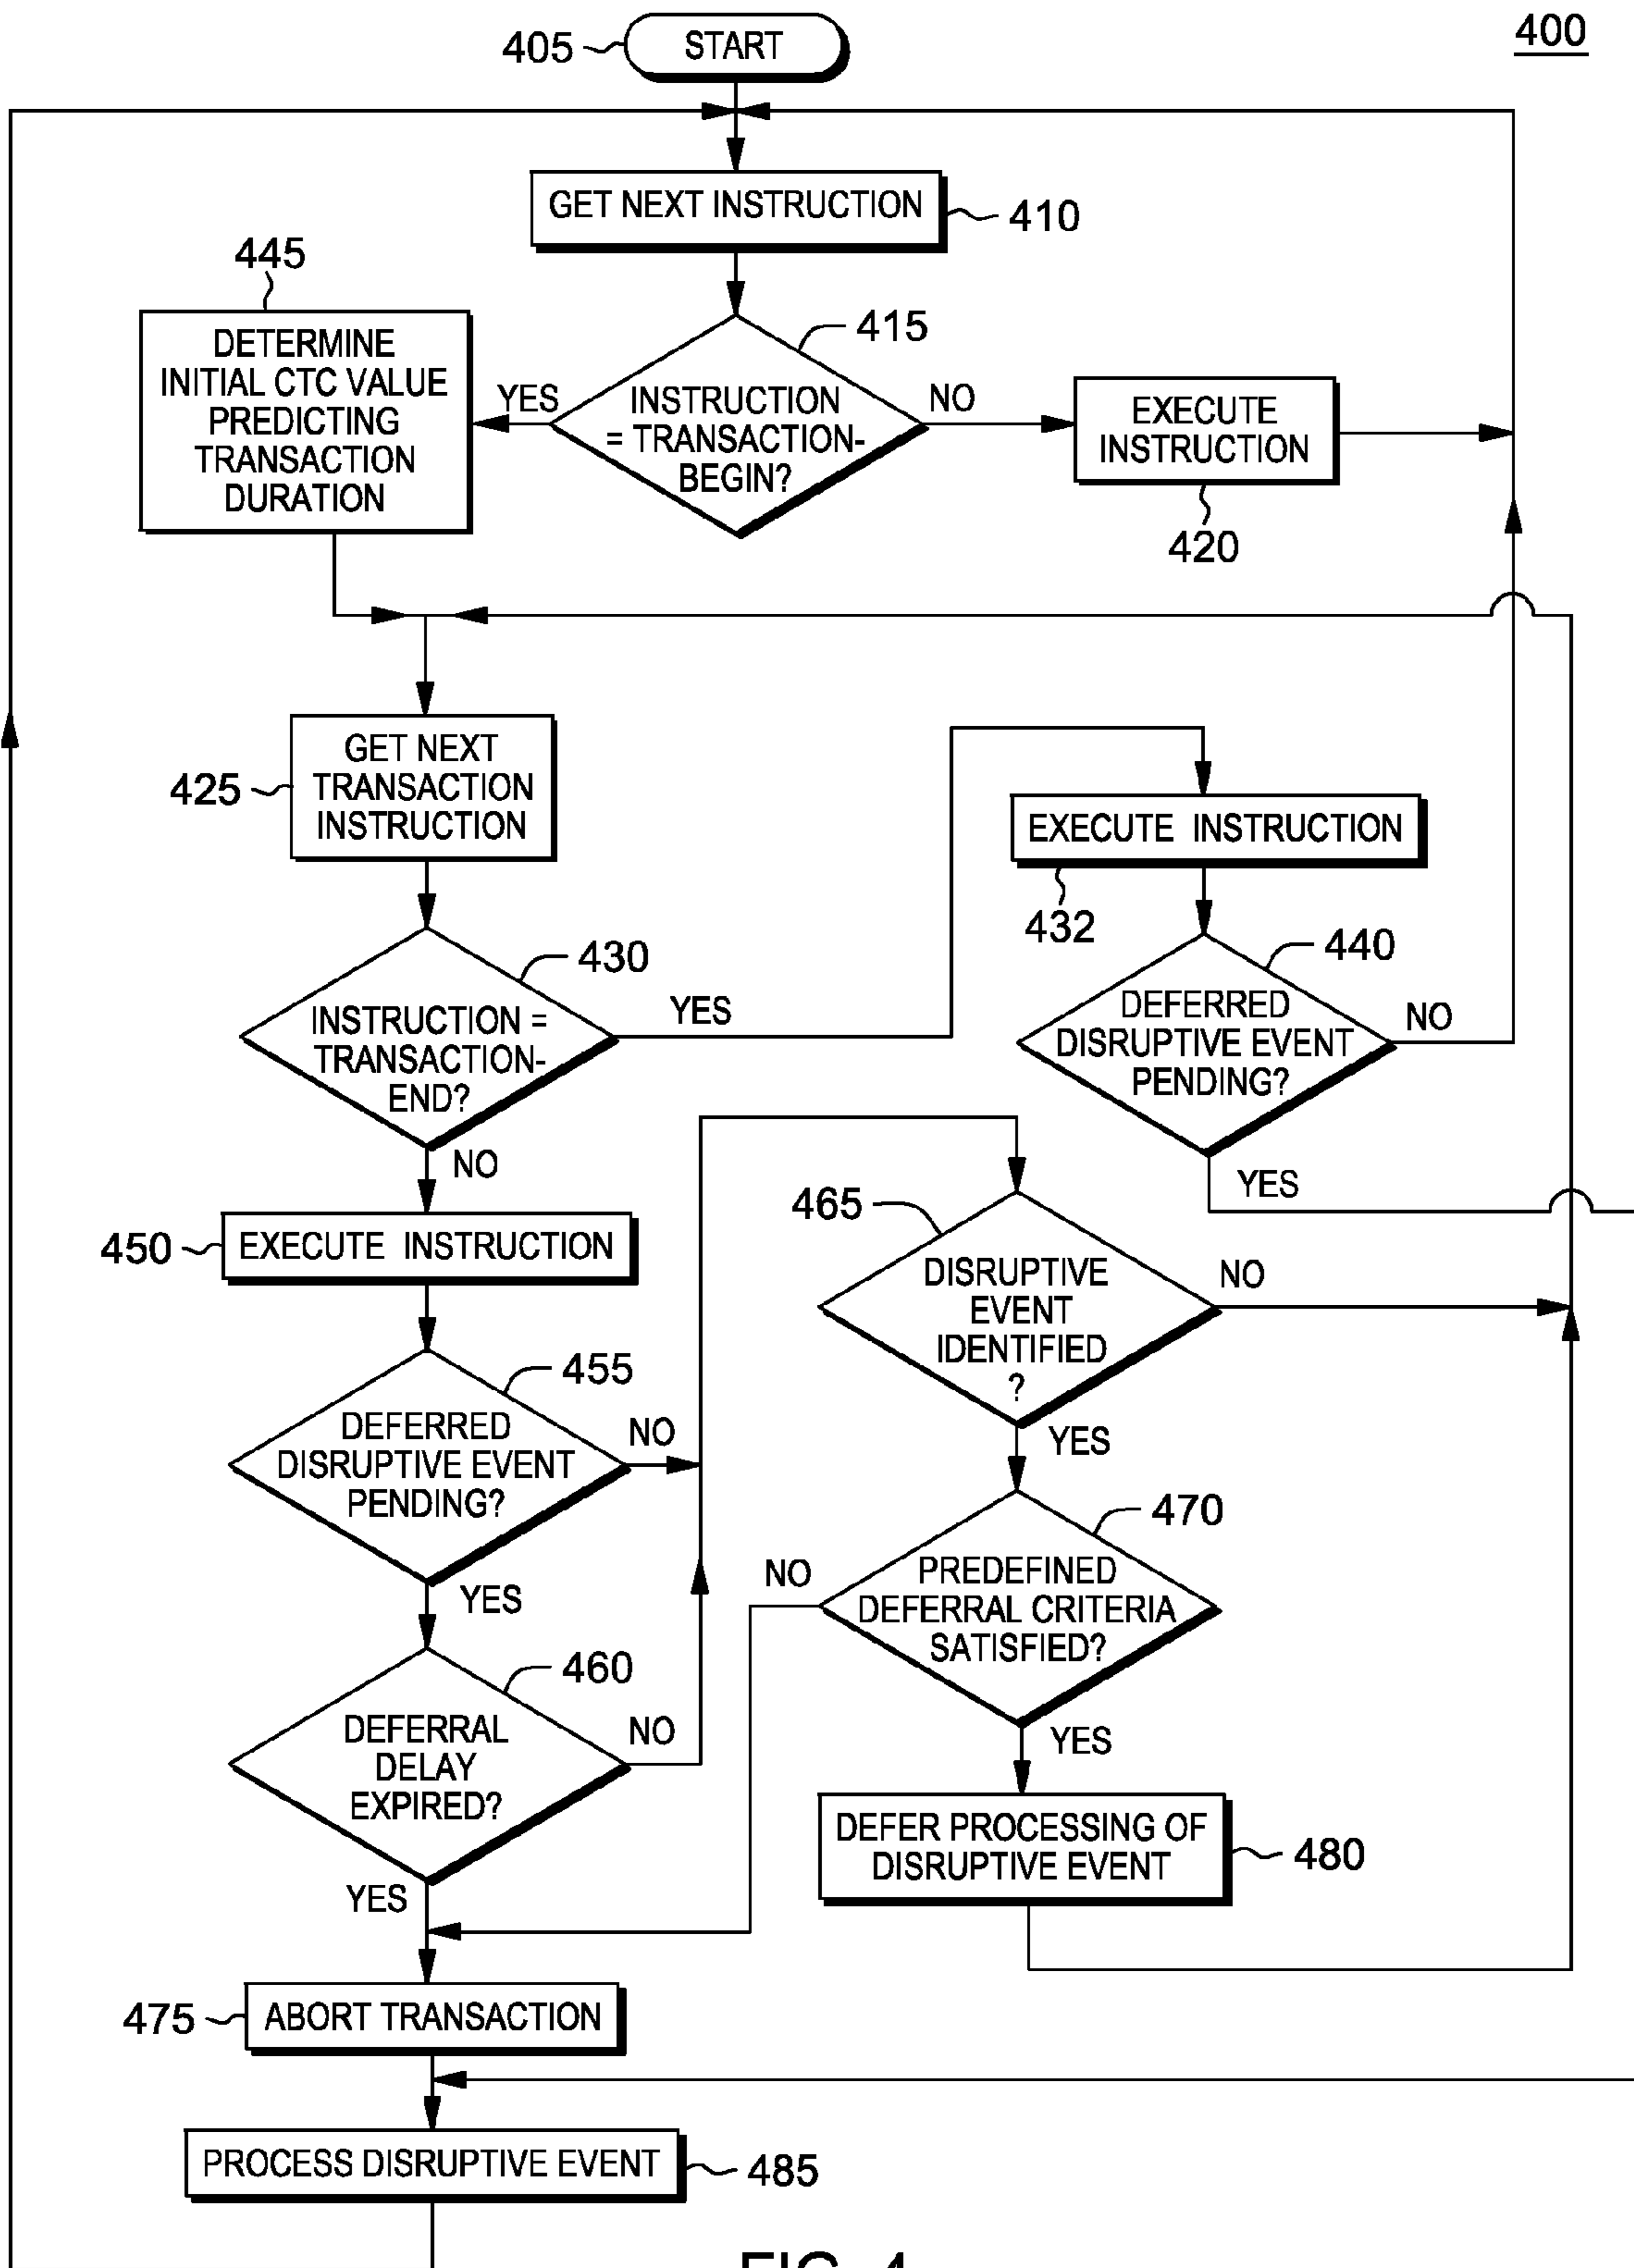 400
405
START
GET NEXT INSTRUCTION
410
445
DETERMINE
INITIAL CTC VALUE
PREDICTING
TRANSACTION
DURATION
YES
415
INSTRUCTION
= TRANSACTION-
BEGIN?
NO
EXECUTE
INSTRUCTION
420
425
GET NEXT
TRANSACTION
INSTRUCTION
EXECUTE INSTRUCTION
432
430
INSTRUCTION =
TRANSACTION-
END?
YES
NO
440
DEFERRED
DISRUPTIVE EVENT
PENDING?
NO
YES
450
EXECUTE INSTRUCTION
465
DISRUPTIVE
EVENT
IDENTIFIED
?
NO
YES
455
DEFERRED
DISRUPTIVE EVENT
PENDING?
NO
YES
470
PREDEFINED
DEFERRAL CRITERIA
SATISFIED?
NO
YES
460
DEFERRAL
DELAY
EXPIRED?
NO
YES
DEFER PROCESSING OF
DISRUPTIVE EVENT
480
475
ABORT TRANSACTION
PROCESS DISRUPTIVE EVENT
485
FIG. 4